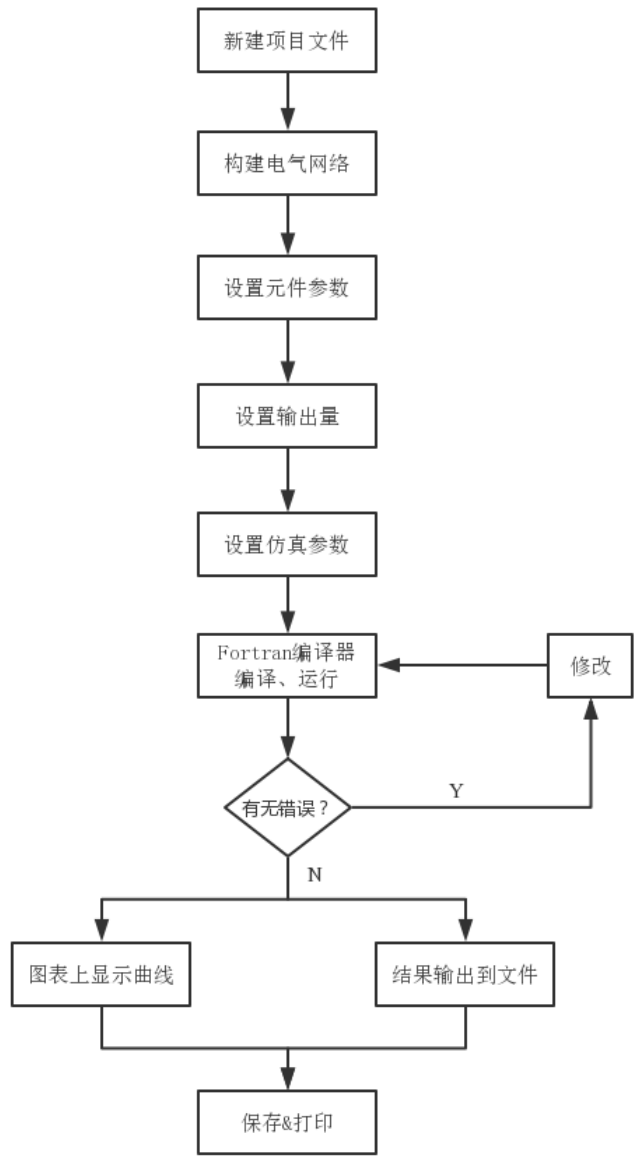 新建项目文件
构建电气网络
设置元件参数
设置输出量
设置仿真参数
Fortran编译器
编译、运行
修改
有无错误？
Y
N
图表上显示曲线
结果输出到文件
保存&打印